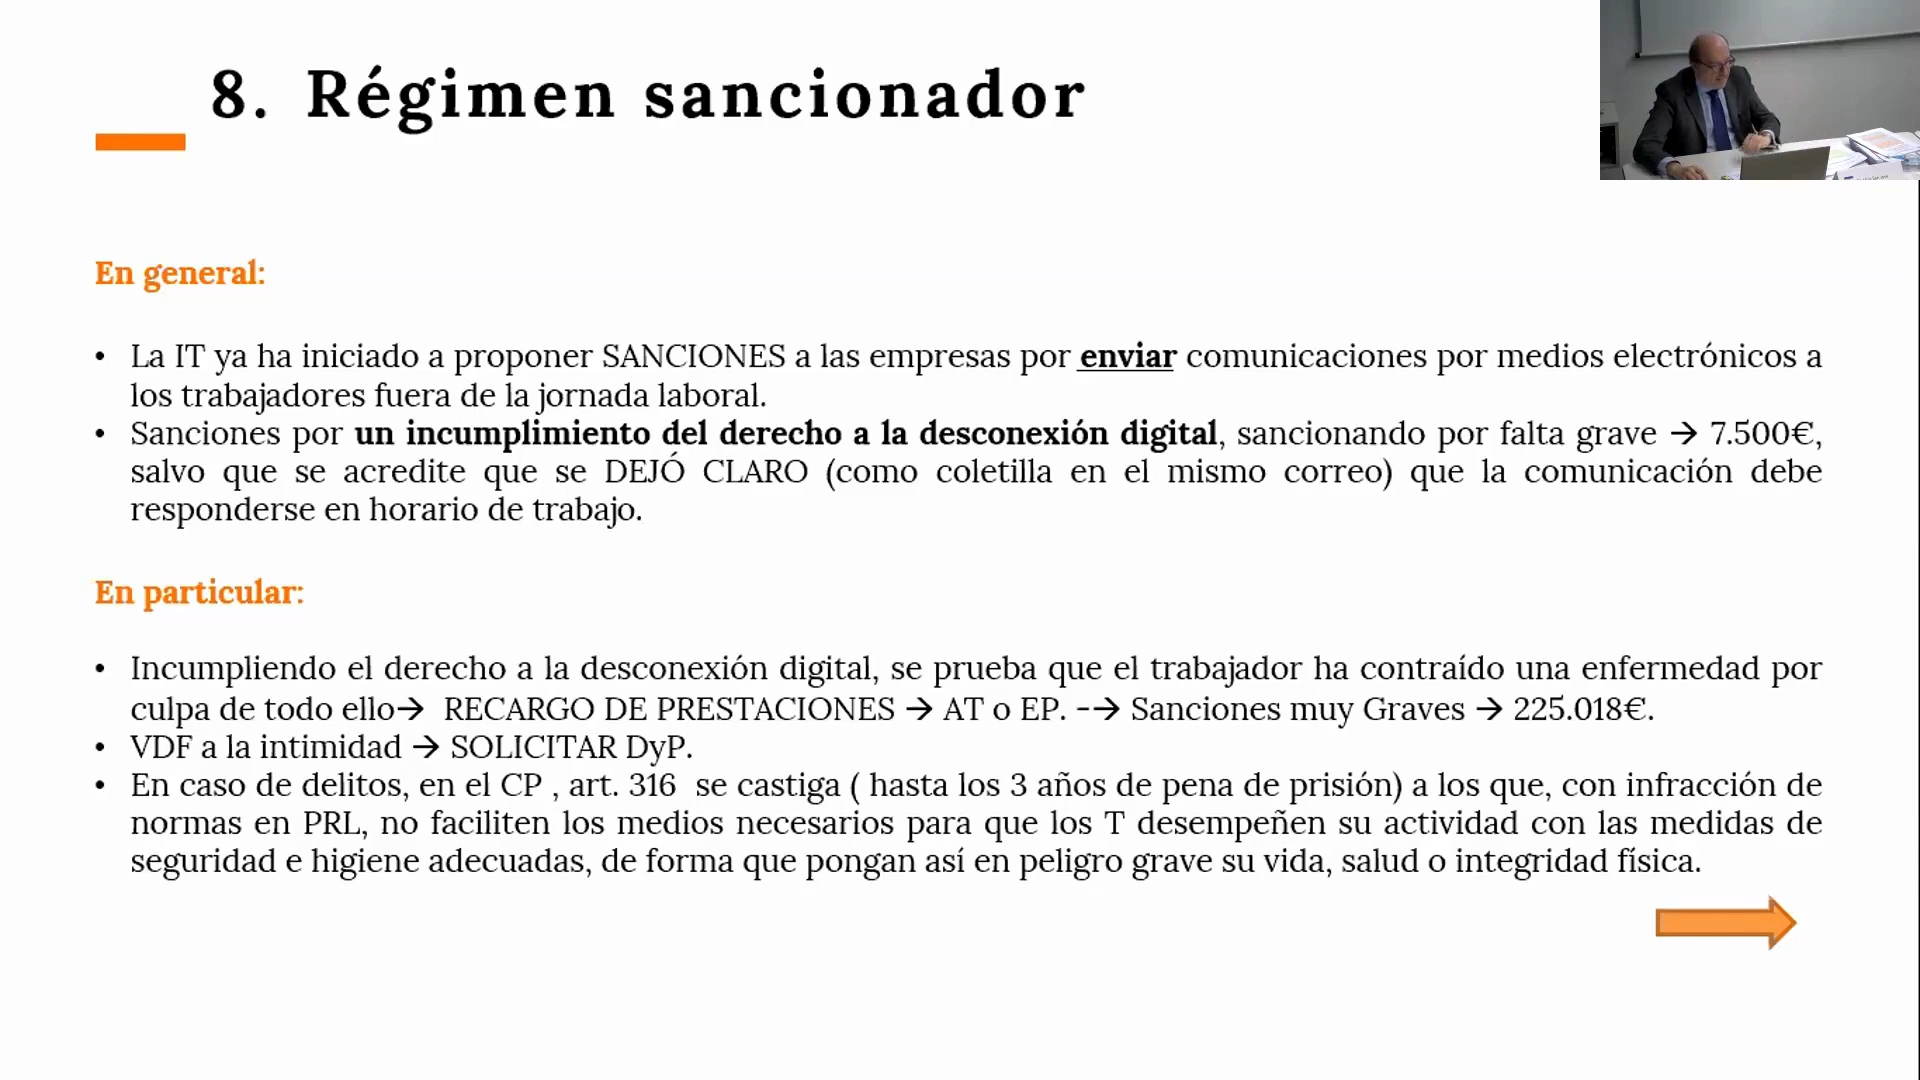 8. Régimen sancionador
En general:
• La IT ya ha iniciado a proponer SANCIONES a las empresas por enviar comunicaciones por medios electrónicos a
los trabajadores fuera de la jornada laboral.
• Sanciones por un incumplimiento del derecho a la desconexión digital, sancionando por falta grave → 7.500€,
salvo que se acredite que se DEJÓ CLARO (como coletilla en el mismo correo) que la comunicación debe
responderse en horario de trabajo.
En particular:
• Incumpliendo el derecho a la desconexión digital, se prueba que el trabajador ha contraído una enfermedad por
culpa de todo ello→ RECARGO DE PRESTACIONES → AT o EP. -→ Sanciones muy Graves → 225.018€.
• VDF a la intimidad → SOLICITAR DyP.
• En caso de delitos, en el CP , art. 316 se castiga ( hasta los 3 años de pena de prisión) a los que, con infracción de
normas en PRL, no faciliten los medios necesarios para que los T desempeñen su actividad con las medidas de
seguridad e higiene adecuadas, de forma que pongan así en peligro grave su vida, salud o integridad física.